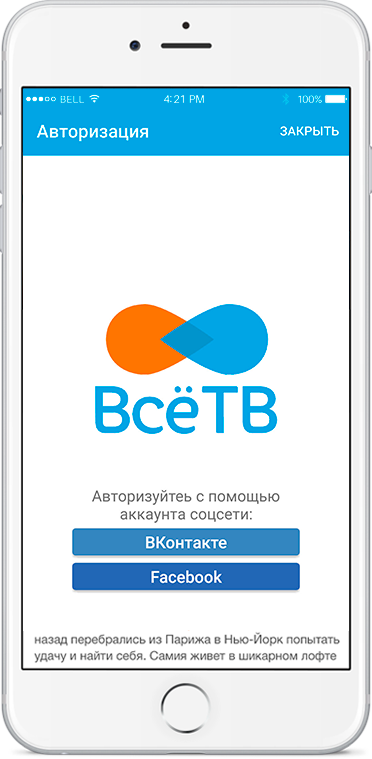 BELL 4:21 PM 100%
Авторизация ЗАКРЫТЬ
ВсёТВ
Авторизуйтеь с помощью
аккаунта соцсети:
ВКонтакте
Facebook
назад перебрались из Парижа в Нью-Йорк попытать
удачу и найти себя. Самия живет в шикарном лофте